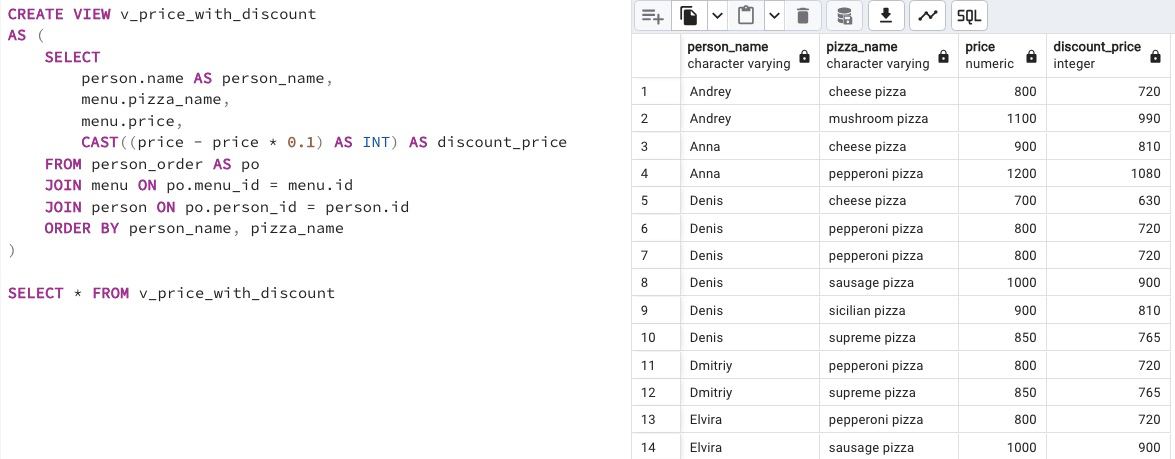 CREATE VIEW v_price_with_discount
AS (
SELECT
person.name AS person_name,
menu.pizza_name,
menu.price,
CAST((price - price * 0.1) AS INT) AS discount_price
FROM person_order AS po
JOIN menu ON po.menu_id = menu.id
JOIN person ON po.person_id = person.id
ORDER BY person_name, pizza_name
)
SELECT * FROM v_price_with_discount
SQL
person_name pizza_name price discount_price
character varying character varying numeric integer
1 Andrey cheese pizza 800 720
2 Andrey mushroom pizza 1100 990
3 Anna cheese pizza 900 810
4 Anna pepperoni pizza 1200 1080
5 Denis cheese pizza 700 630
6 Denis pepperoni pizza 800 720
7 Denis pepperoni pizza 800 720
8 Denis sausage pizza 1000 900
9 Denis sicilian pizza 900 810
10 Denis supreme pizza 850 765
11 Dmitriy pepperoni pizza 800 720
12 Dmitriy supreme pizza 850 765
13 Elvira pepperoni pizza 800 720
14 Elvira sausage pizza 1000 900